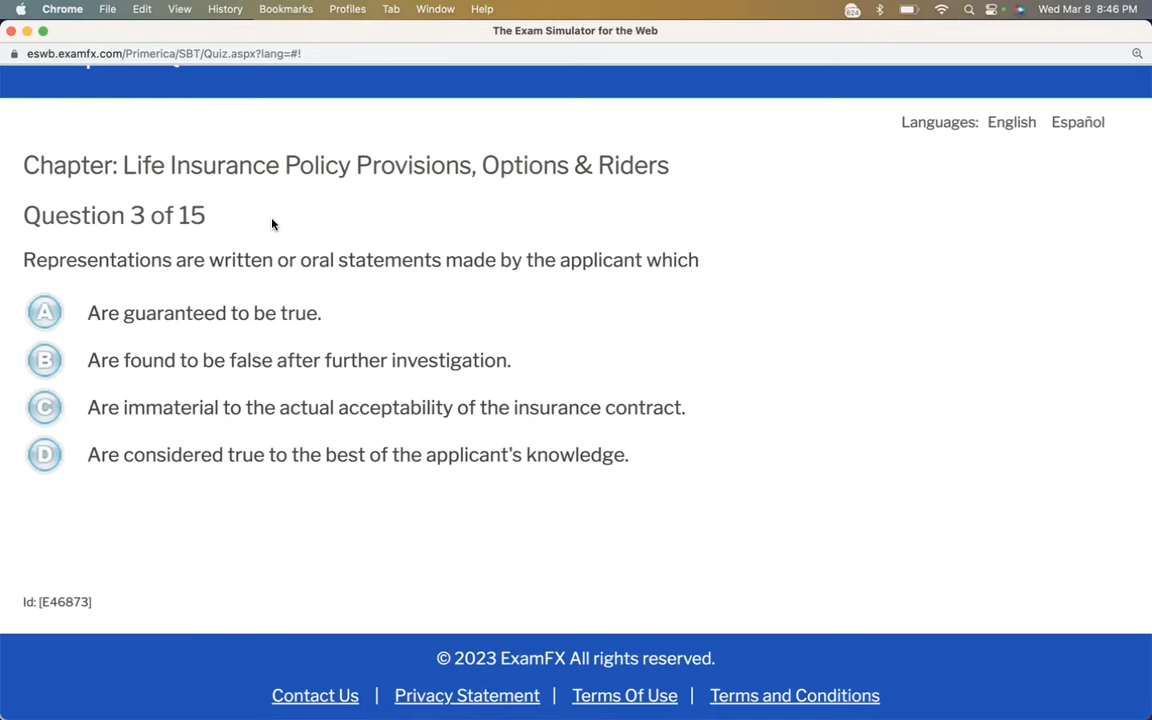 Chrome File Edit View History Bookmarks Profiles Tab Window Help 624 Wed Mar 8 8:46 PM
The Exam Simulator for the Web
eswb.examfx.com/Primerica/SBT/Quiz.aspx?lang=#!
Languages: English Español
Chapter: Life Insurance Policy Provisions, Options & Riders
Question 3 of 15
Representations are written or oral statements made by the applicant which
A Are guaranteed to be true.
B Are found to be false after further investigation.
C Are immaterial to the actual acceptability of the insurance contract.
D Are considered true to the best of the applicant's knowledge.
Id: [E46873]
© 2023 ExamFX All rights reserved.
Contact Us | Privacy Statement | Terms Of Use | Terms and Conditions